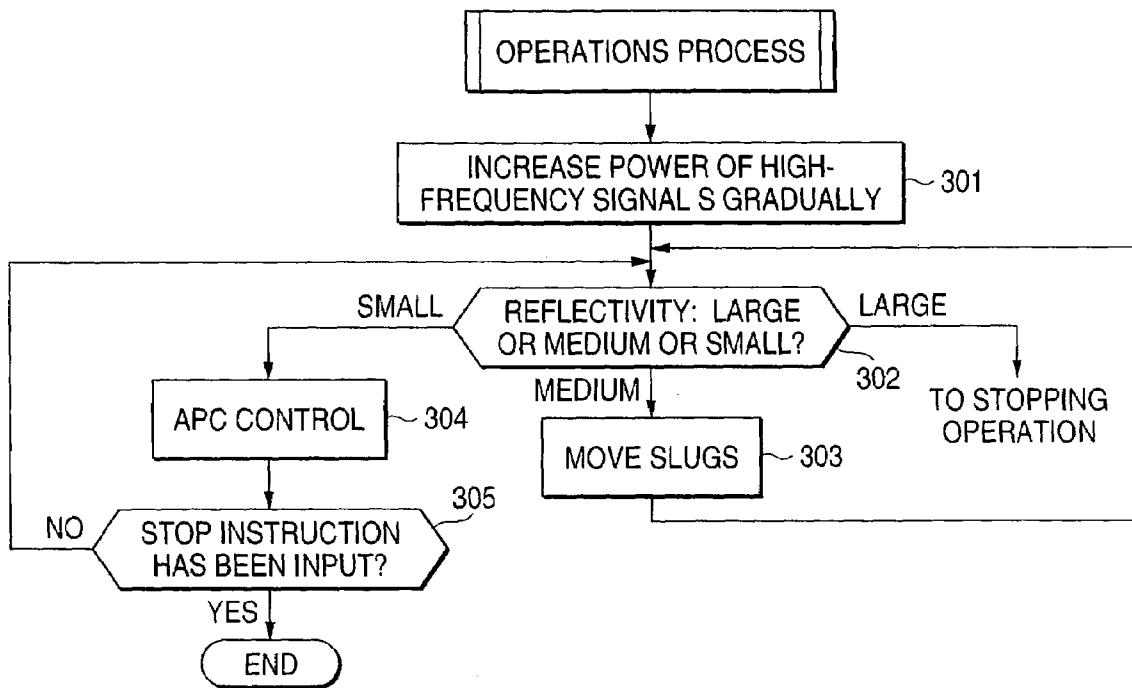 OPERATIONS PROCESS
INCREASE POWER OF HIGH-
FREQUENCY SIGNAL S GRADUALLY
301
SMALL
REFLECTIVITY: LARGE
OR MEDIUM OR SMALL?
LARGE
302
MEDIUM
TO STOPPING
OPERATION
APC CONTROL
304
MOVE SLUGS
303
305
NO
STOP INSTRUCTION
HAS BEEN INPUT?
YES
END